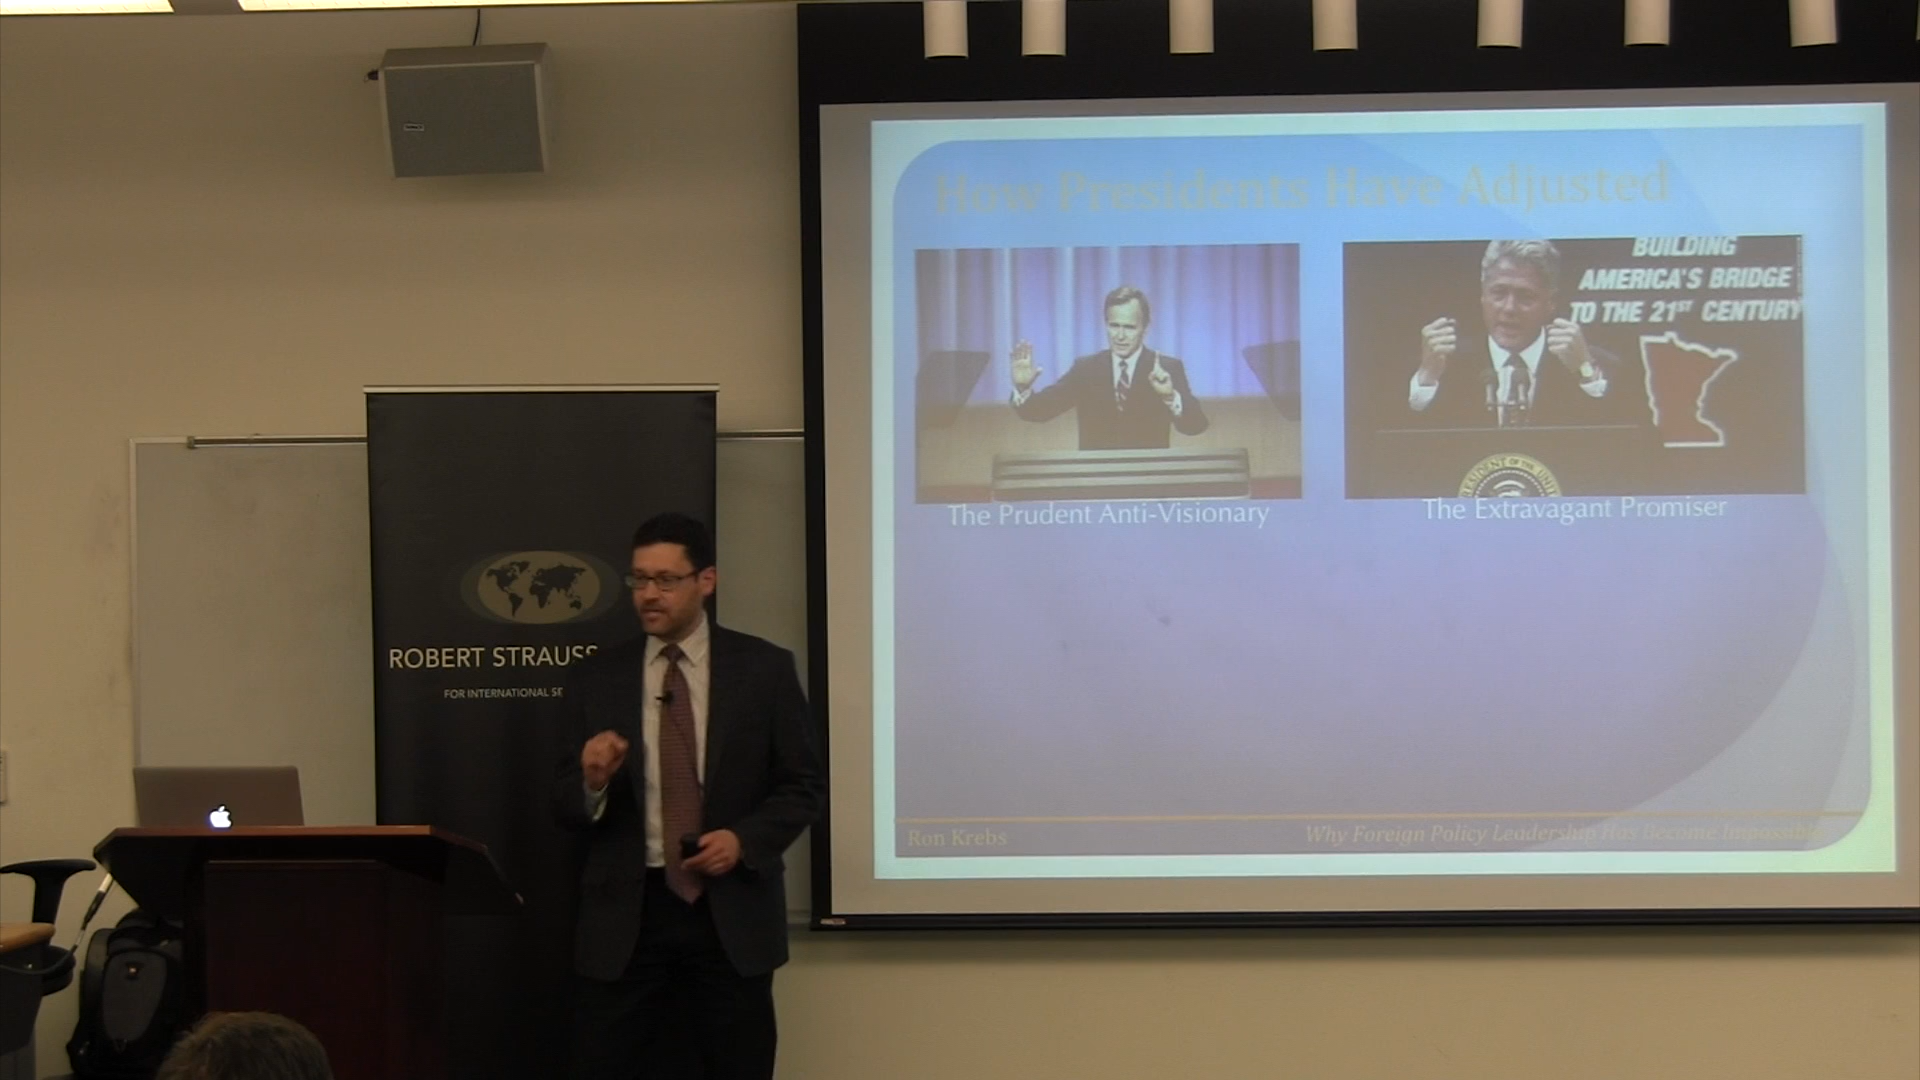 How Presidents Have Adjusted
BUILDING
AMERICA'S BRIDGE
TO THE 21ST CENTURY
The Prudent Anti-Visionary
The Extravagant Promiser
ROBERT STRAUSS
FOR INTERNATIONAL SE
Ron Krebs
Why Foreign Policy Leadership Has Become Impossible